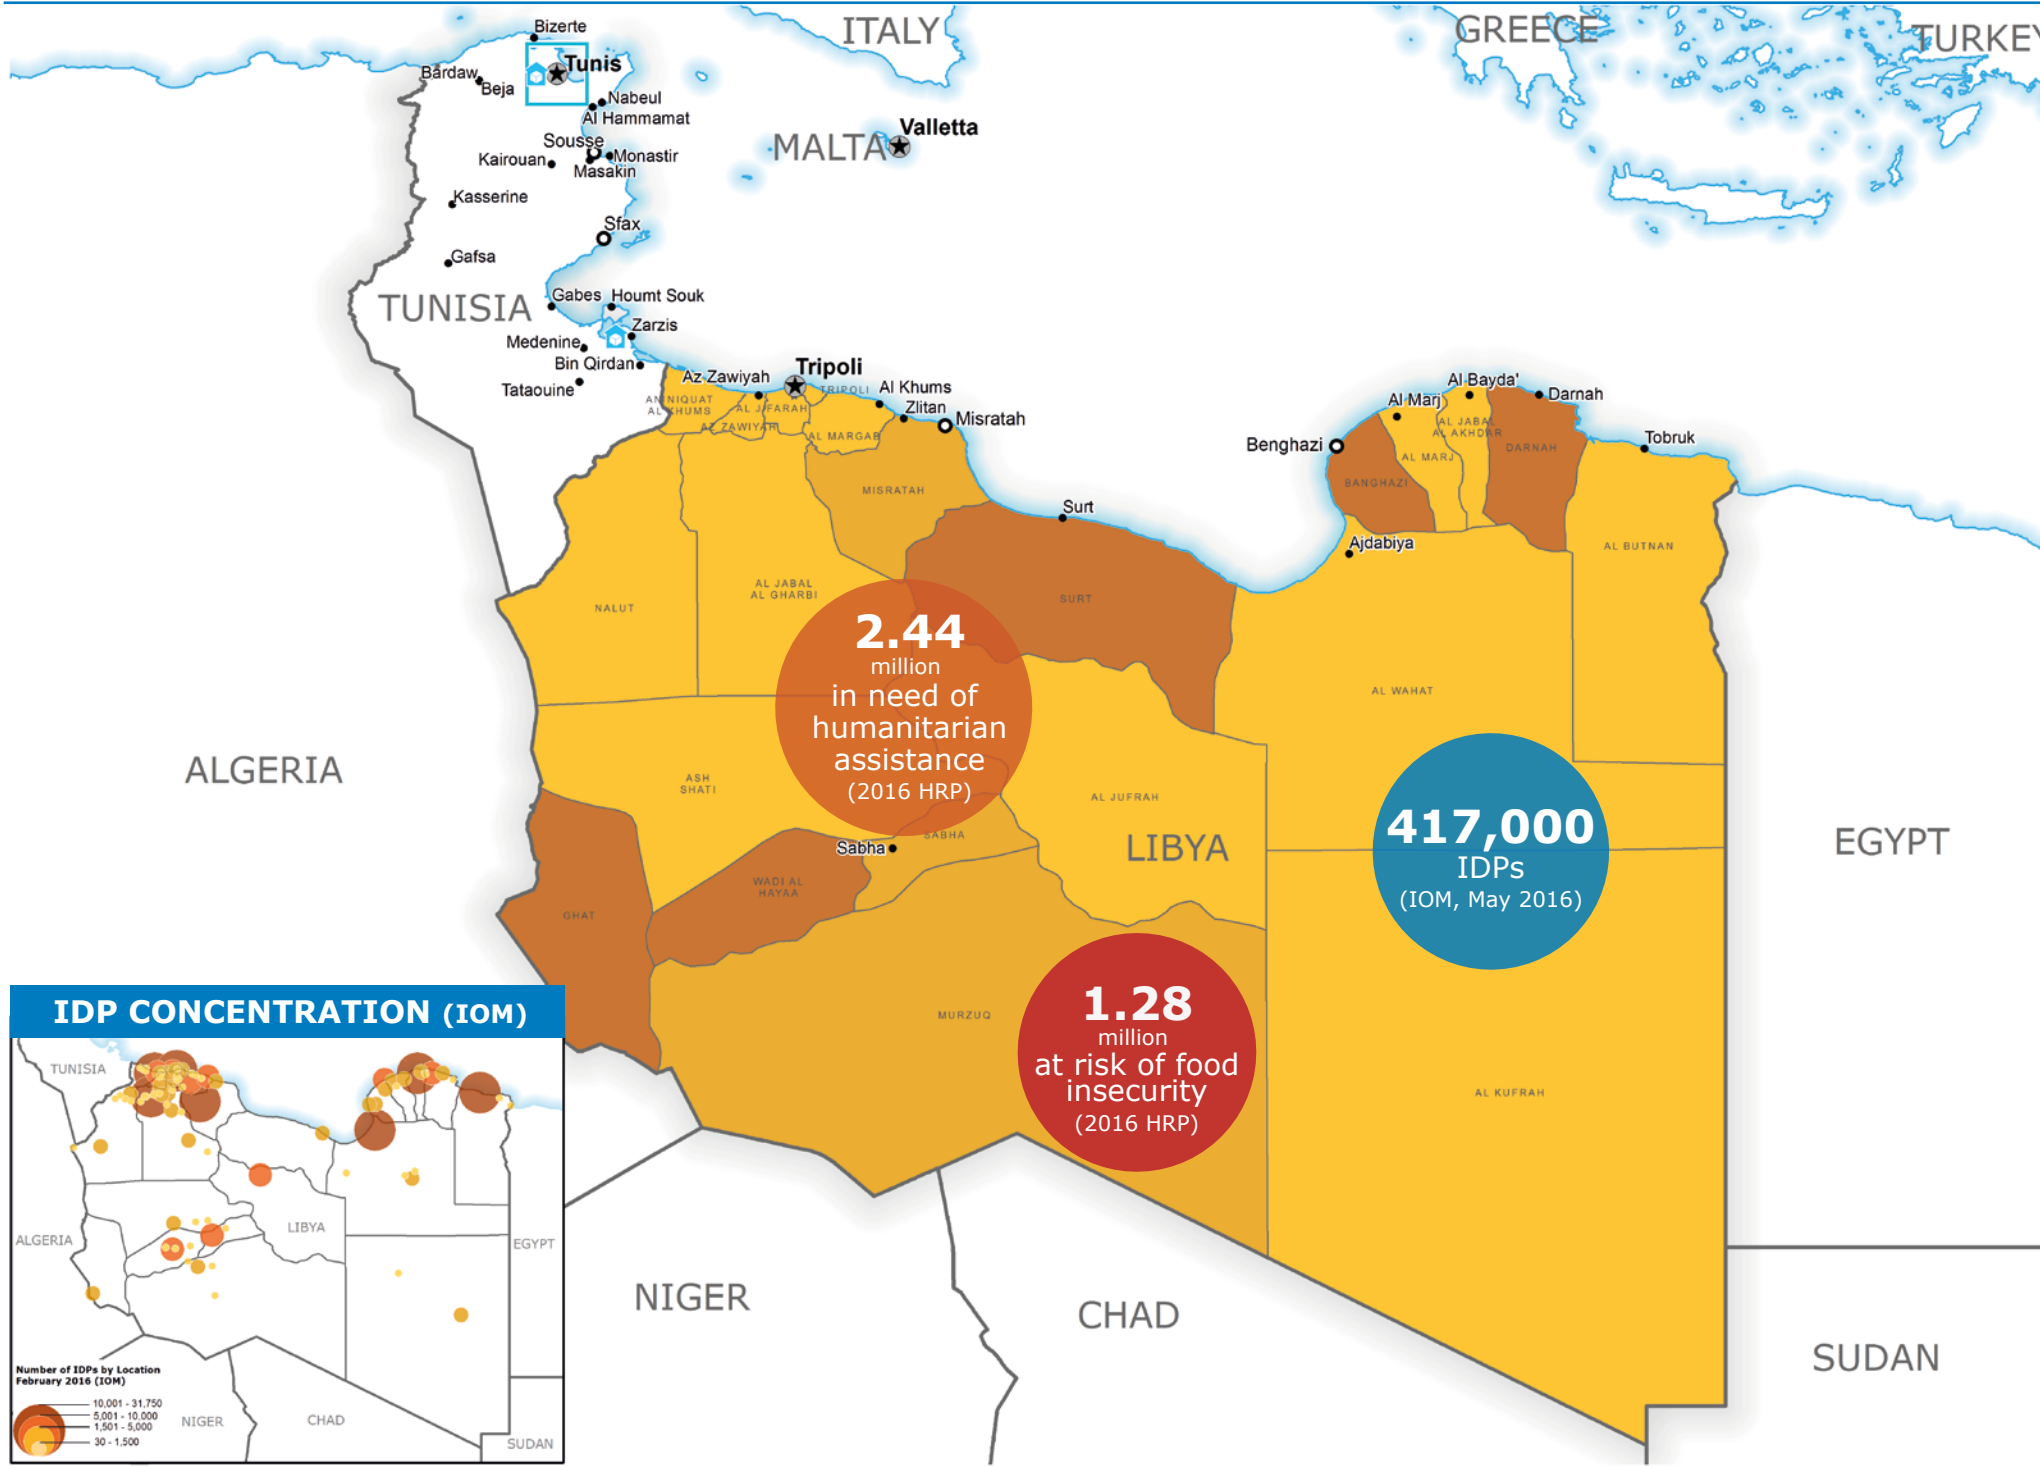 ITALY
GREECE
TURKEY
Bizerte
Tunis
Bardaw
Beja
Nabeul
Al Hammamat
Valletta
MALTA
Sousse
Monastir
Kairouan
Masakin
Kasserine
Sfax
Gafsa
TUNISIA
Gabes
Houmt Souk
Zarzis
Medenine
Bin Qirdan
Tataouine
Tripoli
Az Zawiyah
TRIPOLI
Al Khums
AN NIQUAT
AL KHUMS
AL JIFARAH
Zlitan
Misratah
AZ ZAWIYAH
AL MARGAB
Al Bayda'
Darnah
Al Marj
AL JABAL
AL AKHDAR
Benghazi
Tobruk
DARNAH
AL MARJ
BANGHAZI
MISRATAH
Surt
Ajdabiya
AL BUTNAN
AL JABAL
AL GHARBI
NALUT
SURT
2.44
million
in need of
humanitarian
assistance
(2016 HRP)
AL WAHAT
ALGERIA
ASH
SHATI
AL JUFRAH
LIBYA
SABHA
Sabha
417,000
IDPs
(IOM, May 2016)
EGYPT
WADI AL
HAYAA
GHAT
MURZUQ
1.28
million
at risk of food
insecurity
(2016 HRP)
AL KUFRAH
NIGER
CHAD
SUDAN
IDP CONCENTRATION (IOM)
TUNISIA
LIBYA
ALGERIA
EGYPT
Number of IDPs by Location
February 2016 (IOM)
10,001 - 31,750
5,001 - 10,000
1,501 - 5,000
30 - 1,500
NIGER
CHAD
SUDAN